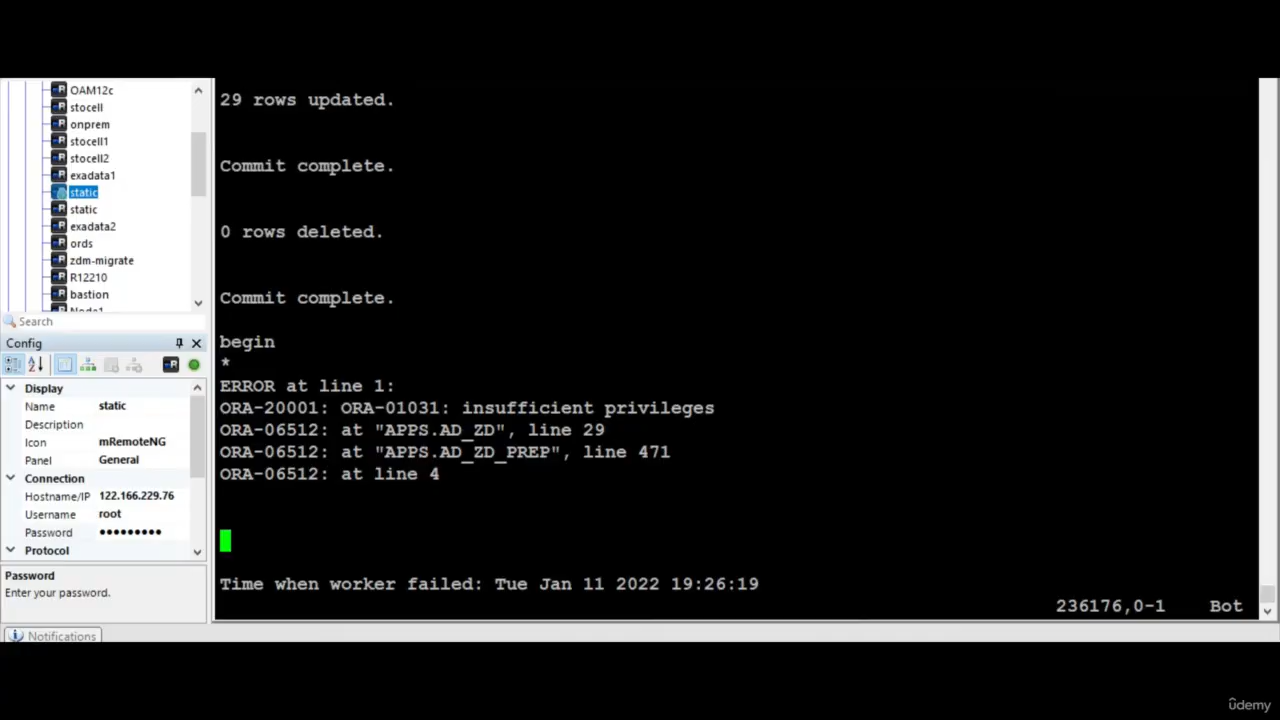 OAM12c
stocell
onprem
stocell1
stocell2
exadata1
static
static
exadata2
ords
zdm-migrate
R12210
bastion
Node1
Search
Config
Display
Name static
Description
Icon mRemoteNG
Panel General
Connection
Hostname/IP 122.166.229.76
Username root
Password ●●●●●●●●●
Protocol
Password
Enter your password.
Notifications
29 rows updated.
Commit complete.
0 rows deleted.
Commit complete.
begin
*
ERROR at line 1:
ORA-20001: ORA-01031: insufficient privileges
ORA-06512: at "APPS.AD_ZD", line 29
ORA-06512: at "APPS.AD_ZD_PREP", line 471
ORA-06512: at line 4
Time when worker failed: Tue Jan 11 2022 19:26:19
236176,0-1 Bot
ûdemy